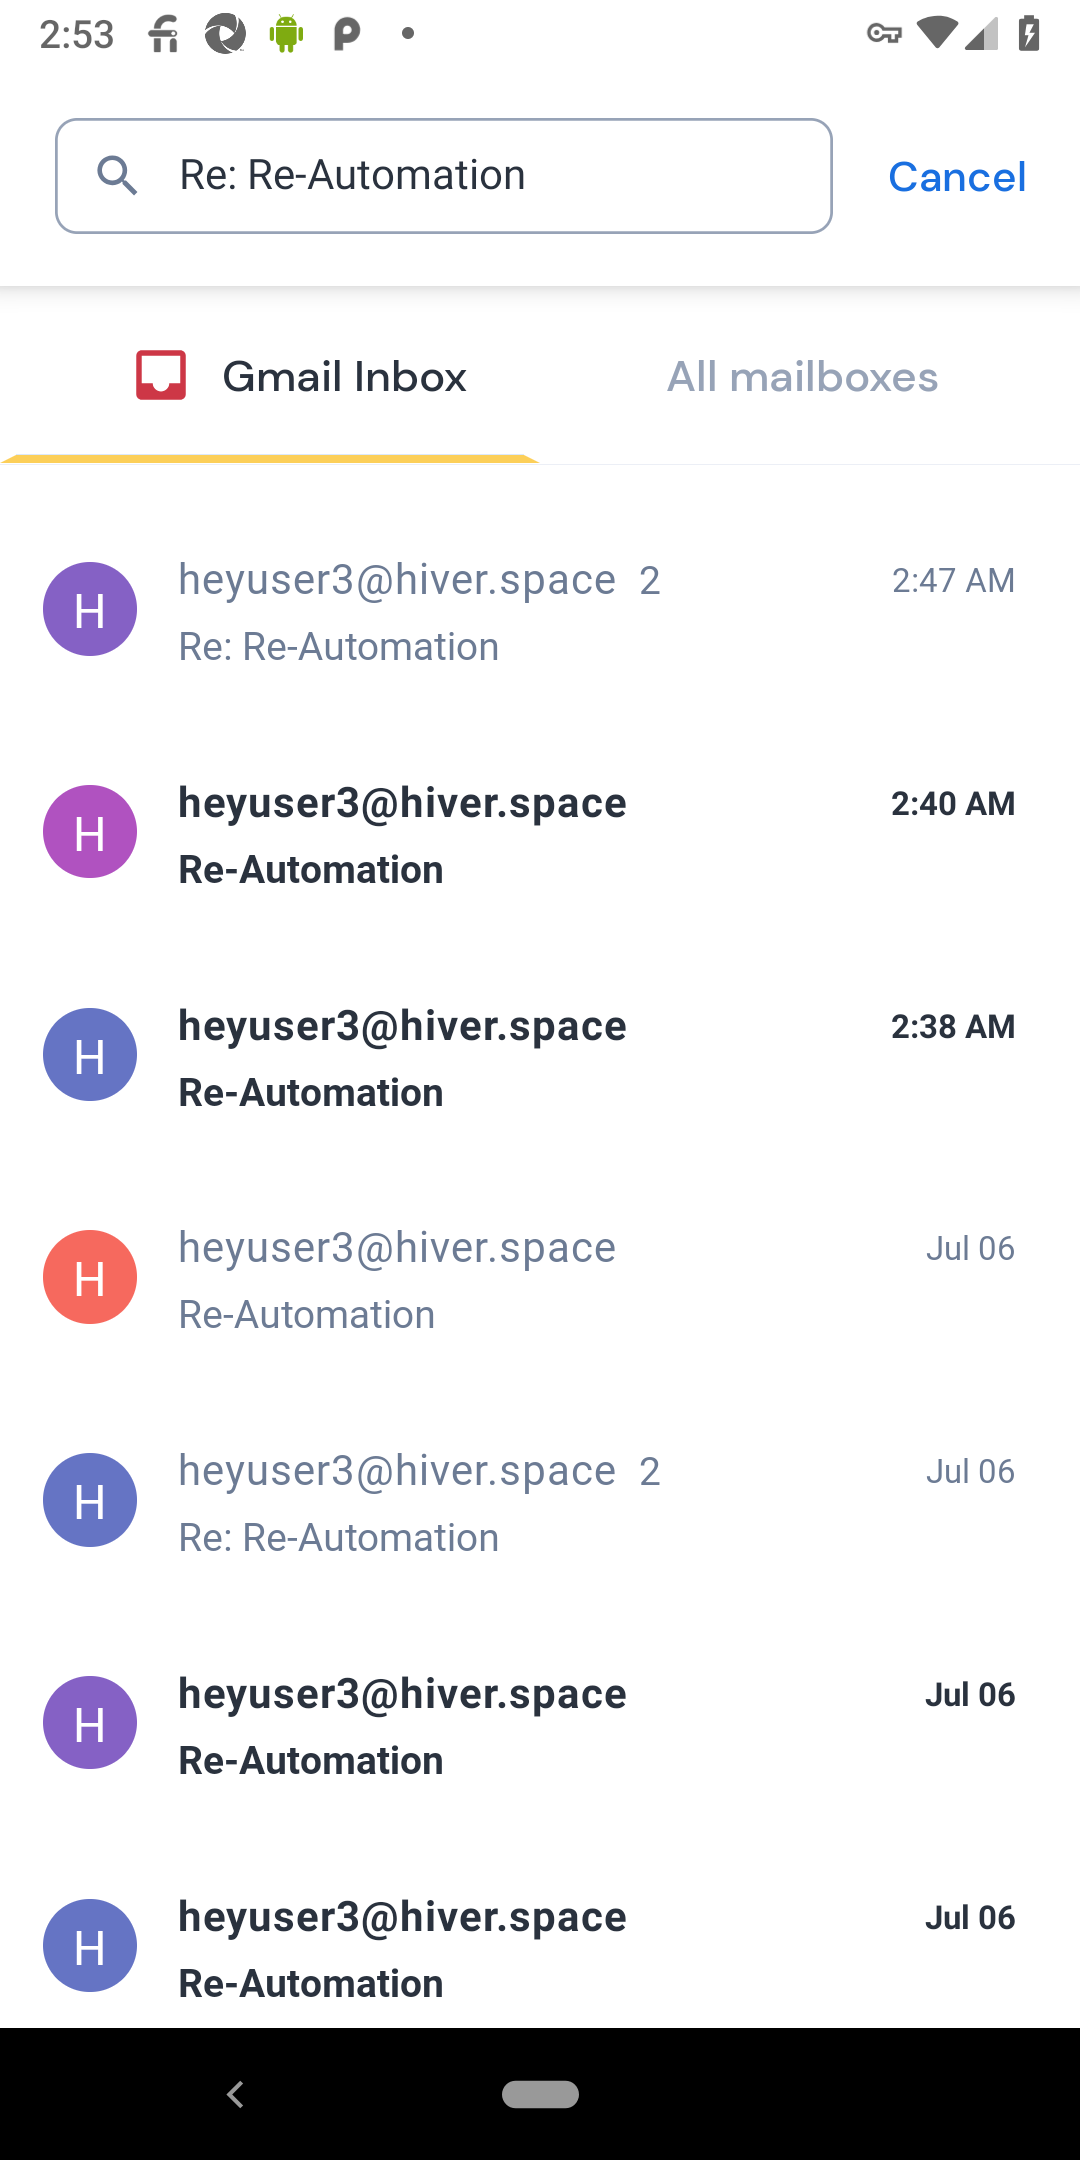 2:53
Re: Re-Automation
Cancel
Gmail Inbox
All mailboxes
H
heyuser3@hiver.space 2
2:47 AM
Re: Re-Automation
H
heyuser3@hiver.space
2:40 AM
Re-Automation
H
heyuser3@hiver.space
2:38 AM
Re-Automation
H
heyuser3@hiver.space
Jul 06
Re-Automation
H
heyuser3@hiver.space 2
Jul 06
Re: Re-Automation
H
heyuser3@hiver.space
Jul 06
Re-Automation
H
heyuser3@hiver.space
Jul 06
Re-Automation